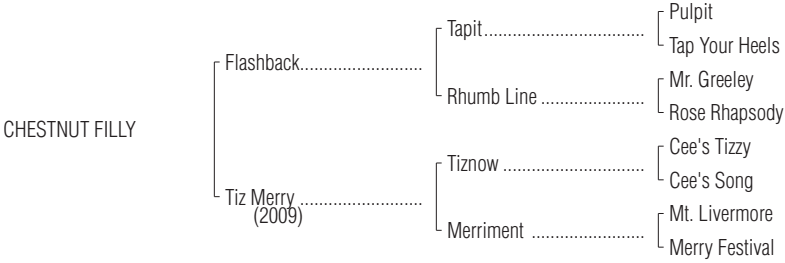 Pulpit
Tapit..................................
Tap Your Heels
Flashback..........................
Mr. Greeley
Rhumb Line ......................
Rose Rhapsody
CHESTNUT FILLY
Cee's Tizzy
Tiznow ..............................
Cee's Song
Tiz Merry ..........................
(2009)
Mt. Livermore
Merriment ........................
Merry Festival